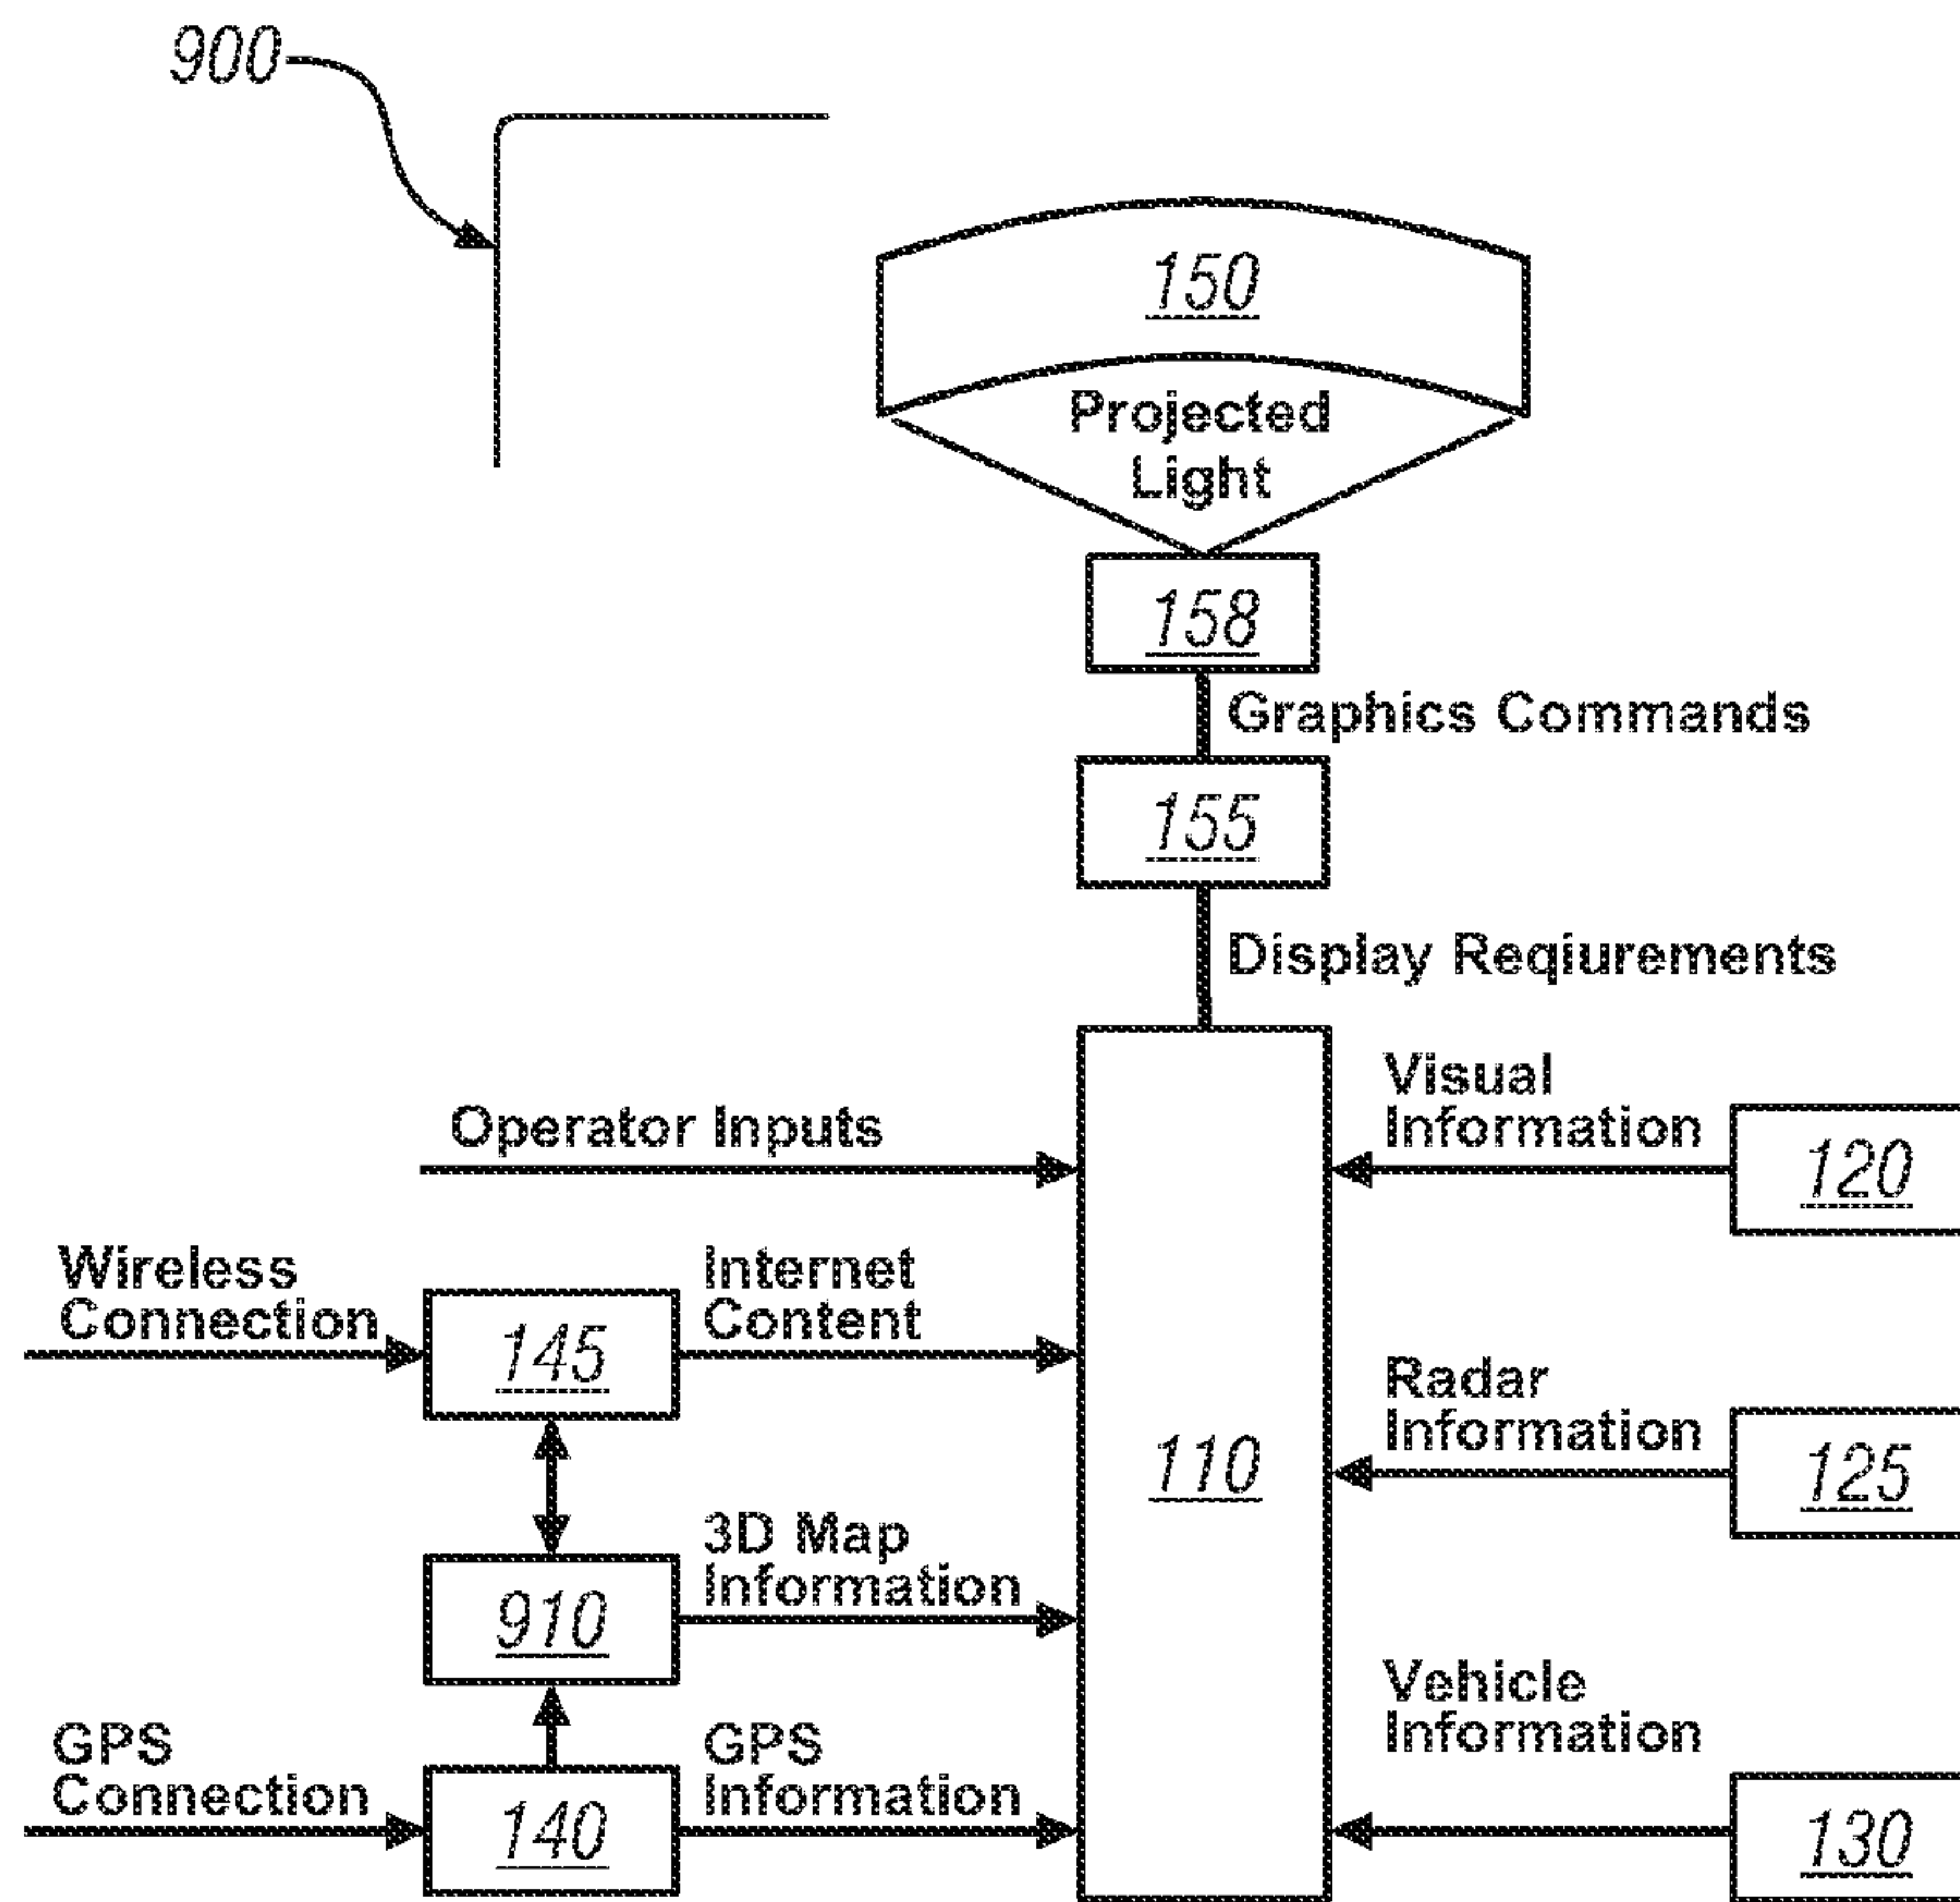 900
150
Projected
Light
158
Graphics Commands
155
Display Reqiurements
Operator Inputs
Visual
Information
120
Wireless
Connection
145
Internet
Content
110
Radar
Information
125
910
3D Map
Information
Vehicle
Information
130
GPS
Connection
140
GPS
Information